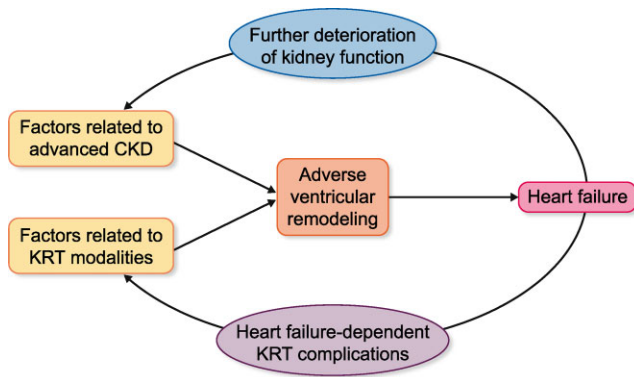 Further deterioration
of kidney function
Factors related to
advanced CKD
Adverse
ventricular
remodeling
Heart failure
Factors related to
KRT modalities
Heart failure-dependent
KRT complications